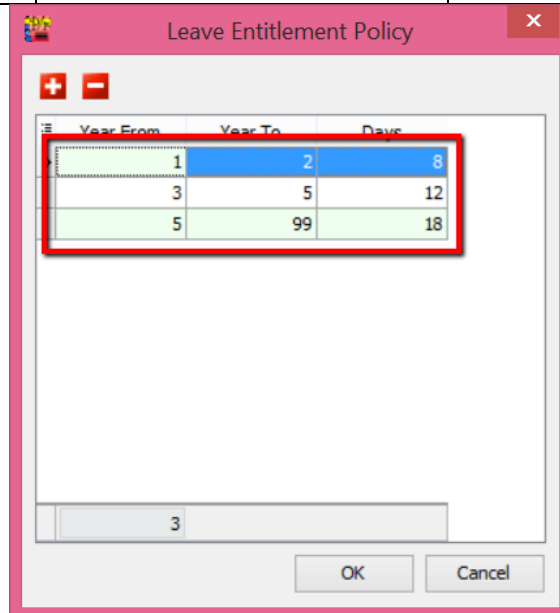 Leave Entitlement Policy
Year From Year To Days
1 2 8
3 5 12
5 99 18
3
OK Cancel